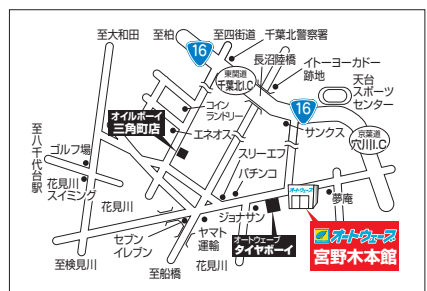 至大和田
至柏
至四街道
千葉北警察署
16
東関道
千葉北I.C
長沼陸橋
イトーヨーカドー
跡地
天台
スポーツ
センター
コイン
ランドリー
オイルボーイ
三角町店
エネオス
16
サンクス
京葉道
穴川I.C
至八千代台駅
ゴルフ場
花見川
スイミング
花見川
スリーエフ
パチンコ
オートウェーブ
夢庵
ジョナサン
セブン
イレブン
ヤマト
運輸
オートウェーブ
タイヤボーイ
オートウェーブ
宮野木本館
至検見川
至船橋
花見川